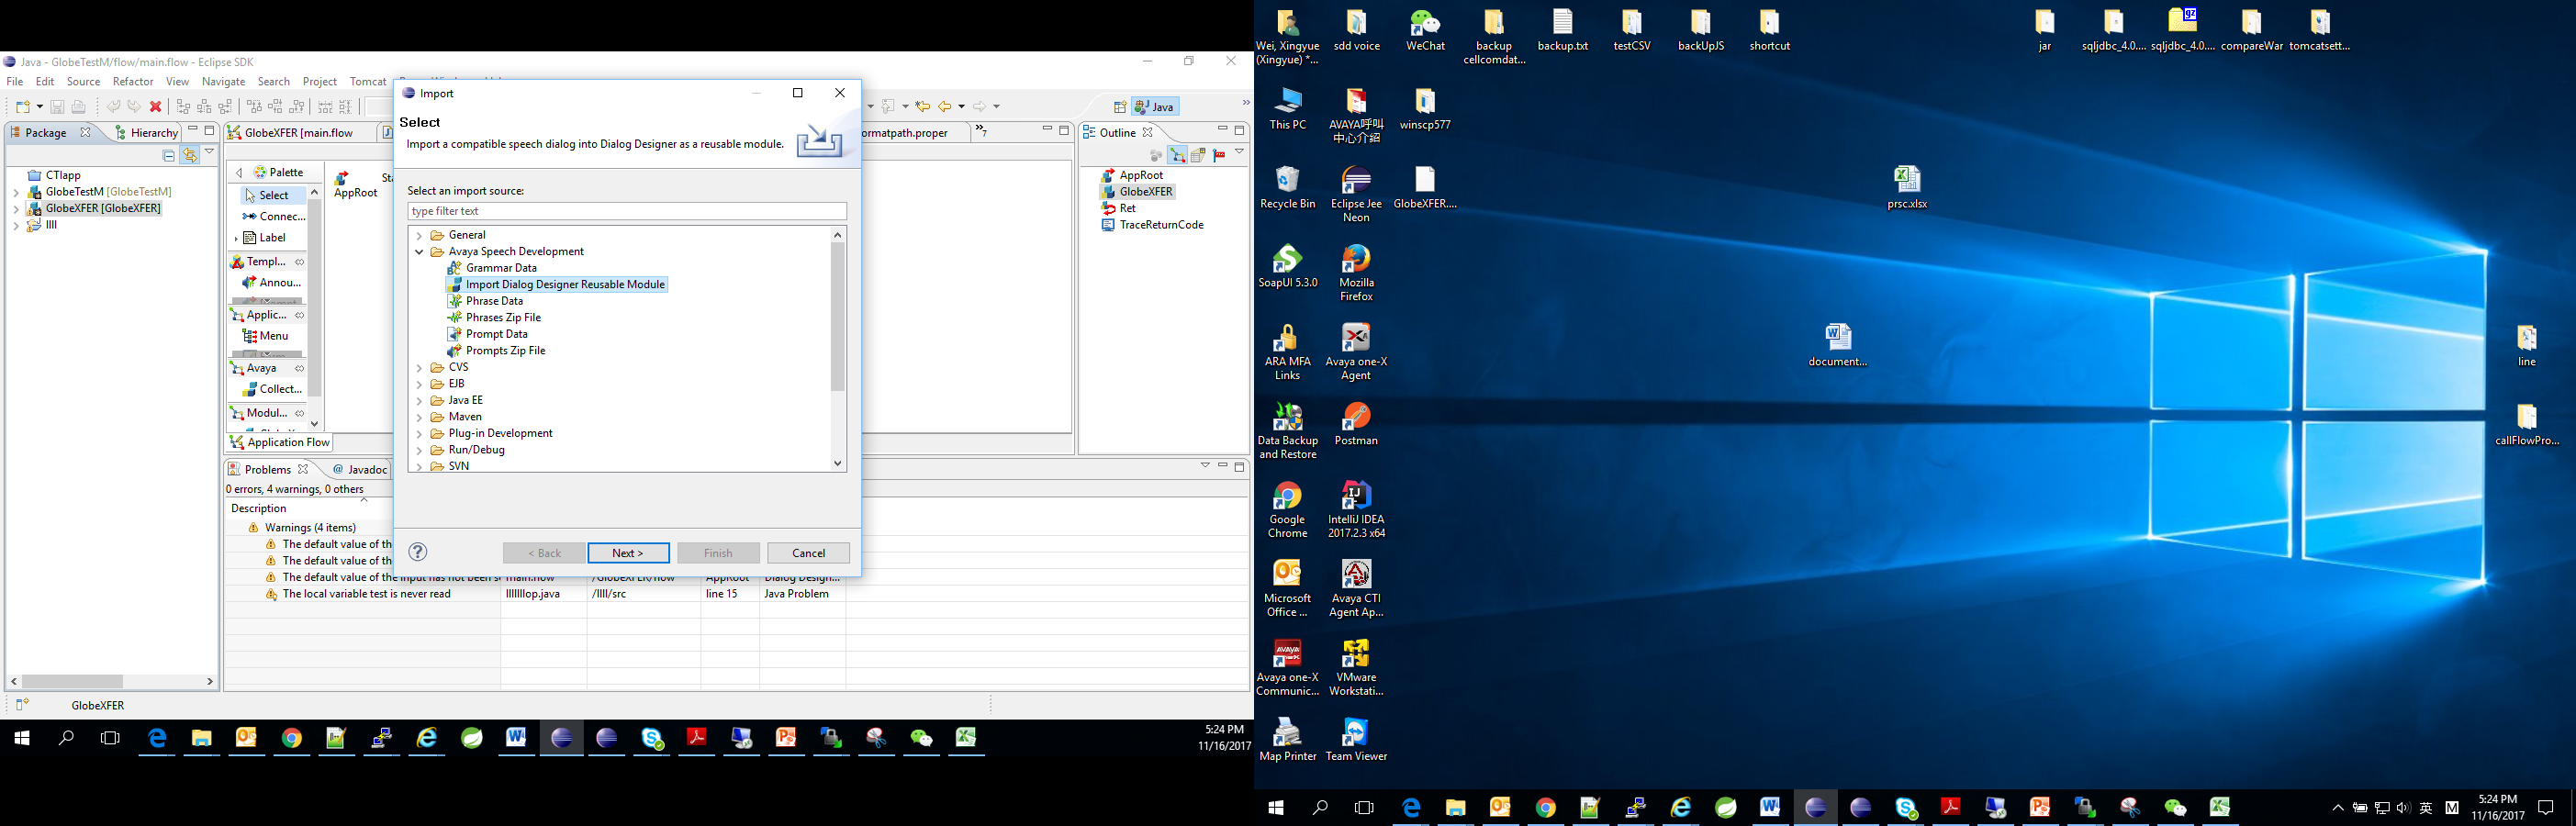 Java - GlobeTestM/flow/main.flow - Eclipse SDK
File Edit Source Refactor View Navigate Search Project Tomcat
Java
Package
Hierarchy
CTIapp
GlobeTestM [GlobeTestM]
GlobeXFER [GlobeXFER]
llll
GlobeXFER [main.flow
ormatpath.proper
7
Palette
Select
Connec...
Label
Templ...
Annou...
Applic...
Menu
Avaya
Collect...
Modul...
AppRoot
Application Flow
Import
Select
Import a compatible speech dialog into Dialog Designer as a reusable module.
Select an import source:
type filter text
General
Avaya Speech Development
Grammar Data
Import Dialog Designer Reusable Module
Phrase Data
Phrases Zip File
Prompt Data
Prompts Zip File
CVS
EJB
Java EE
Maven
Plug-in Development
Run/Debug
SVN
< Back
Next >
Finish
Cancel
Outline
AppRoot
GlobeXFER
Ret
TraceReturnCode
Problems
@ Javadoc
0 errors, 4 warnings, 0 others
Description
Warnings (4 items)
The default value of the
The default value of the
The default value of the input has not been s main.flow /GlobeXFER/flow AppRoot Dialog Design...
The local variable test is never read lllllllop.java /llll/src line 15 Java Problem
GlobeXFER
5:24 PM
11/16/2017
Wei, Xingyue
(Xingyue) *...
sdd voice
WeChat
backup
cellcomdat...
backup.txt
testCSV
backUpJS
shortcut
jar
sqljdbc_4.0....
gz
sqljdbc_4.0....
compareWar
tomcatsett...
This PC
AVAYA呼叫
中心介紹
winscp577
Recycle Bin
Eclipse Jee
Neon
GlobeXFER....
prsc.xlsx
SoapUI 5.3.0
Mozilla
Firefox
ARA MFA
Links
Avaya one-X
Agent
document...
line
Data Backup
and Restore
Postman
callFlowPro...
Google
Chrome
IntelliJ IDEA
2017.2.3 x64
Microsoft
Office ...
Avaya CTI
Agent Ap...
Avaya one-X
Communic...
VMware
Workstati...
Map Printer
Team Viewer
英
M
5:24 PM
11/16/2017